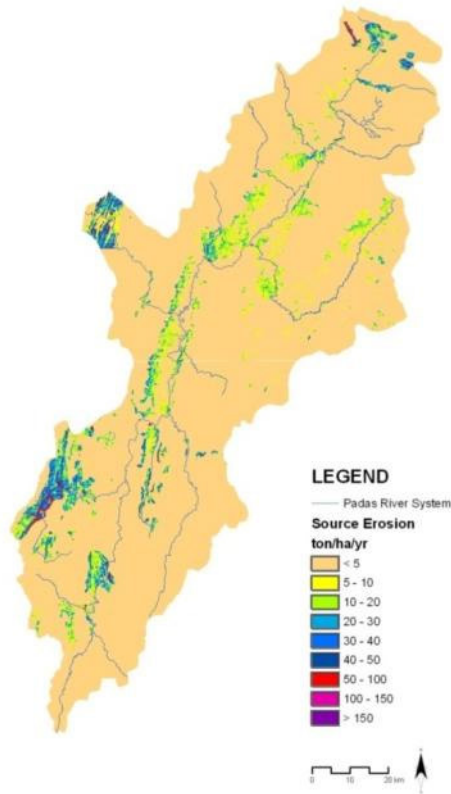 LEGEND
Padas River System
Source Erosion
ton/ha/yr
< 5
5 - 10
10 - 20
20 - 30
30 - 40
40 - 50
50 - 100
100 - 150
> 150
0 10 20 km